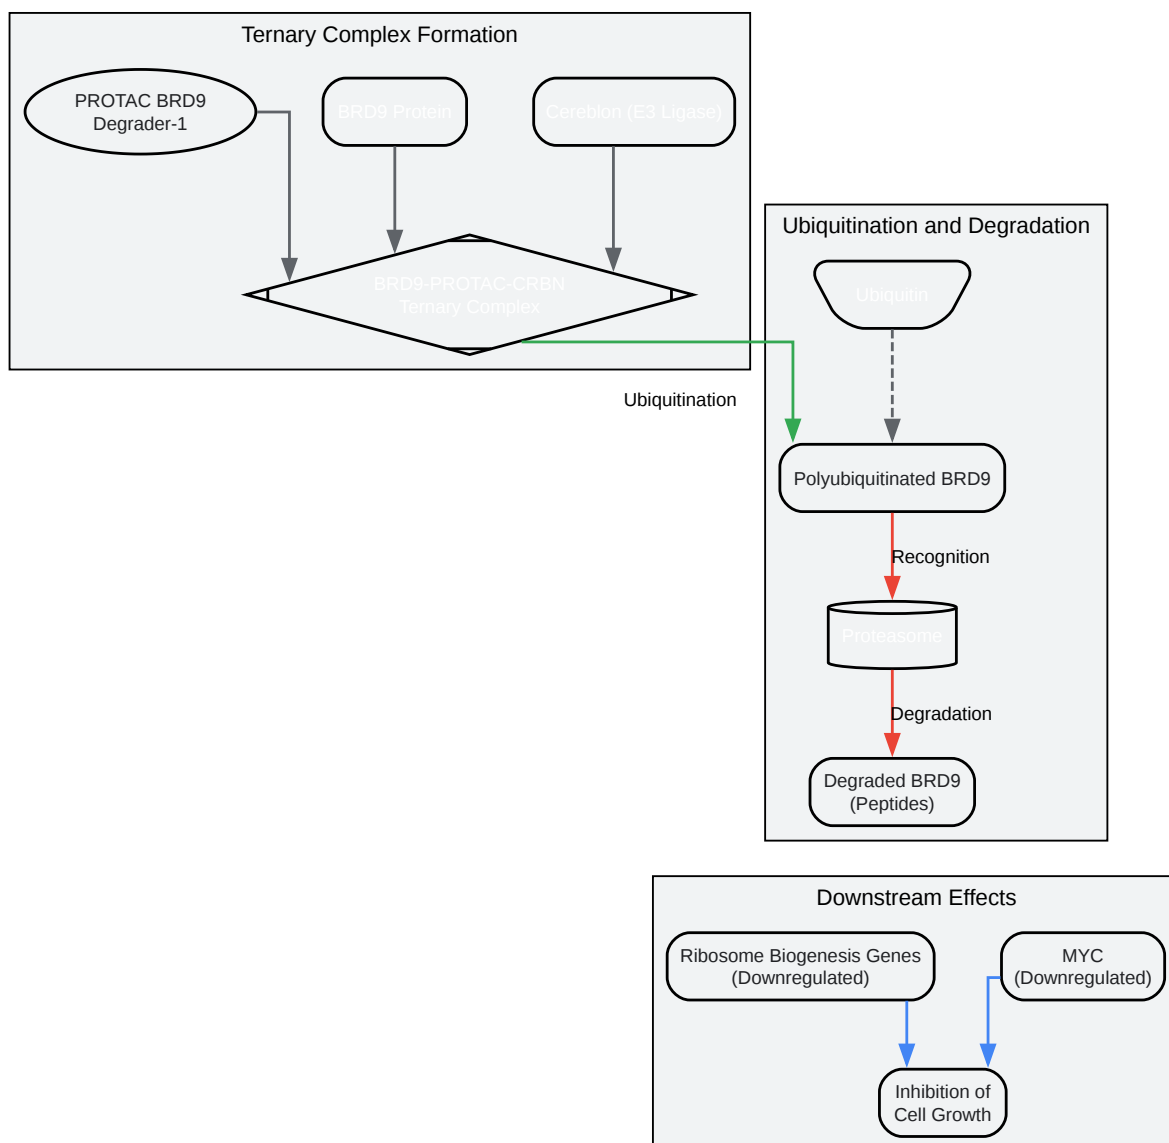 Ternary Complex Formation
PROTAC BRD9
Degrader-1
BRD9 Protein
Cereblon (E3 Ligase)
BRD9-PROTAC-CRBN
Ternary Complex
Ubiquitination
Ubiquitination and Degradation
Ubiquitin
Polyubiquitinated BRD9
Recognition
Proteasome
Degradation
Degraded BRD9
(Peptides)
Downstream Effects
Ribosome Biogenesis Genes
(Downregulated)
MYC
(Downregulated)
Inhibition of
Cell Growth